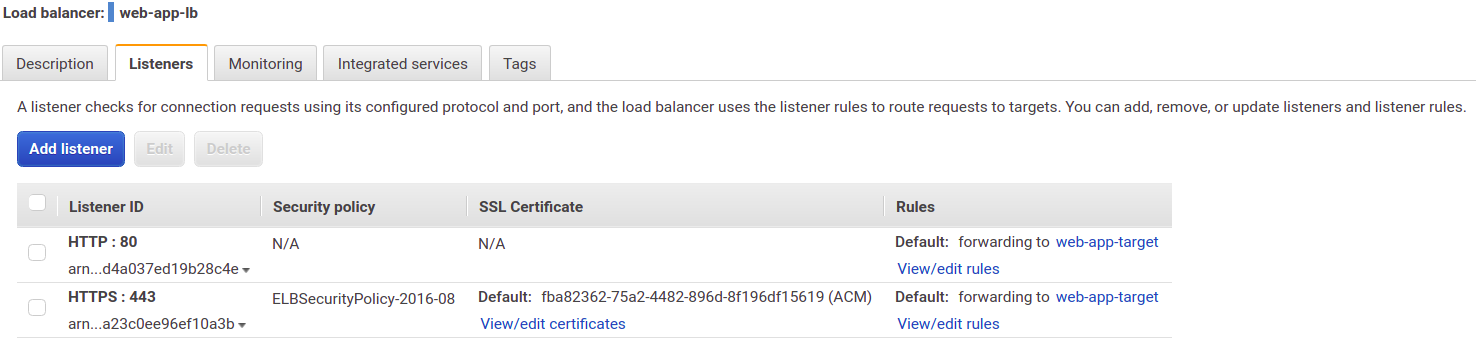 Load balancer: web-app-lb
Description Listeners Monitoring Integrated services Tags
A listener checks for connection requests using its configured protocol and port, and the load balancer uses the listener rules to route requests to targets. You can add, remove, or update listeners and listener rules.
Add listener Edit Delete
Listener ID Security policy SSL Certificate Rules
HTTP : 80 N/A N/A Default: forwarding to web-app-target
arn...d4a037ed19b28c4e View/edit rules
HTTPS : 443 ELBSecurityPolicy-2016-08 Default: fba82362-75a2-4482-896d-8f196df15619 (ACM) Default: forwarding to web-app-target
arn...a23c0ee96ef10a3b View/edit certificates View/edit rules